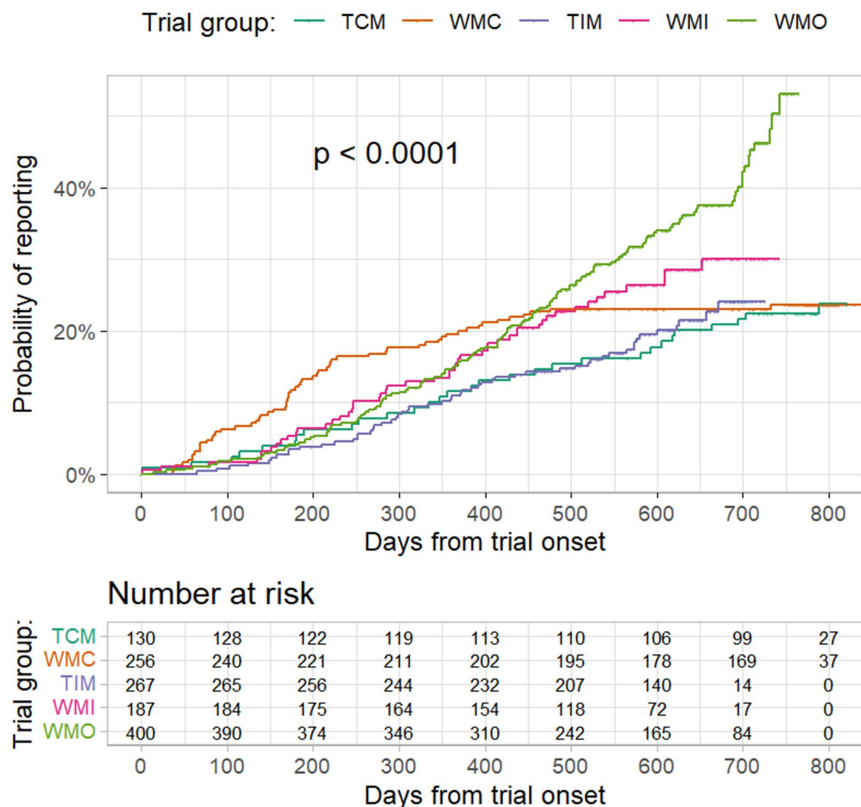 Trial group: TCM WMC TIM WMI WMO
p < 0.0001
40%
20%
0%
Probability of reporting
0 100 200 300 400 500 600 700 800
Days from trial onset
Number at risk
Trial group:
TCM 130 128 122 119 113 110 106 99 27
WMC 256 240 221 211 202 195 178 169 37
TIM 267 265 256 244 232 207 140 14 0
WMI 187 184 175 164 154 118 72 17 0
WMO 400 390 374 346 310 242 165 84 0
0 100 200 300 400 500 600 700 800
Days from trial onset